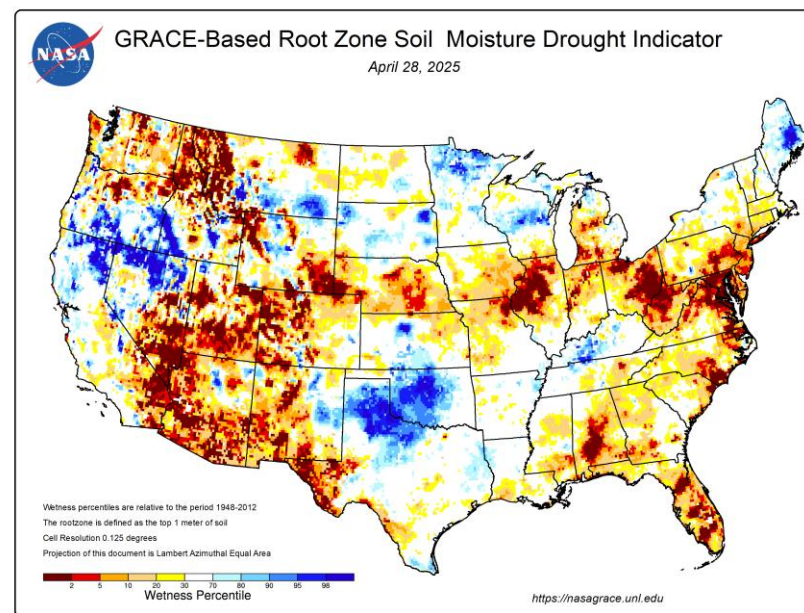 NASA
GRACE-Based Root Zone Soil Moisture Drought Indicator
April 28, 2025
Wetness percentiles are relative to the period 1948-2012
The rootzone is defined as the top 1 meter of soil
Cell Resolution 0.125 degrees
Projection of this document is Lambert Azimuthal Equal Area
2 5 10 20 30 70 80 90 95 98
Wetness Percentile
https://nasagrace.unl.edu